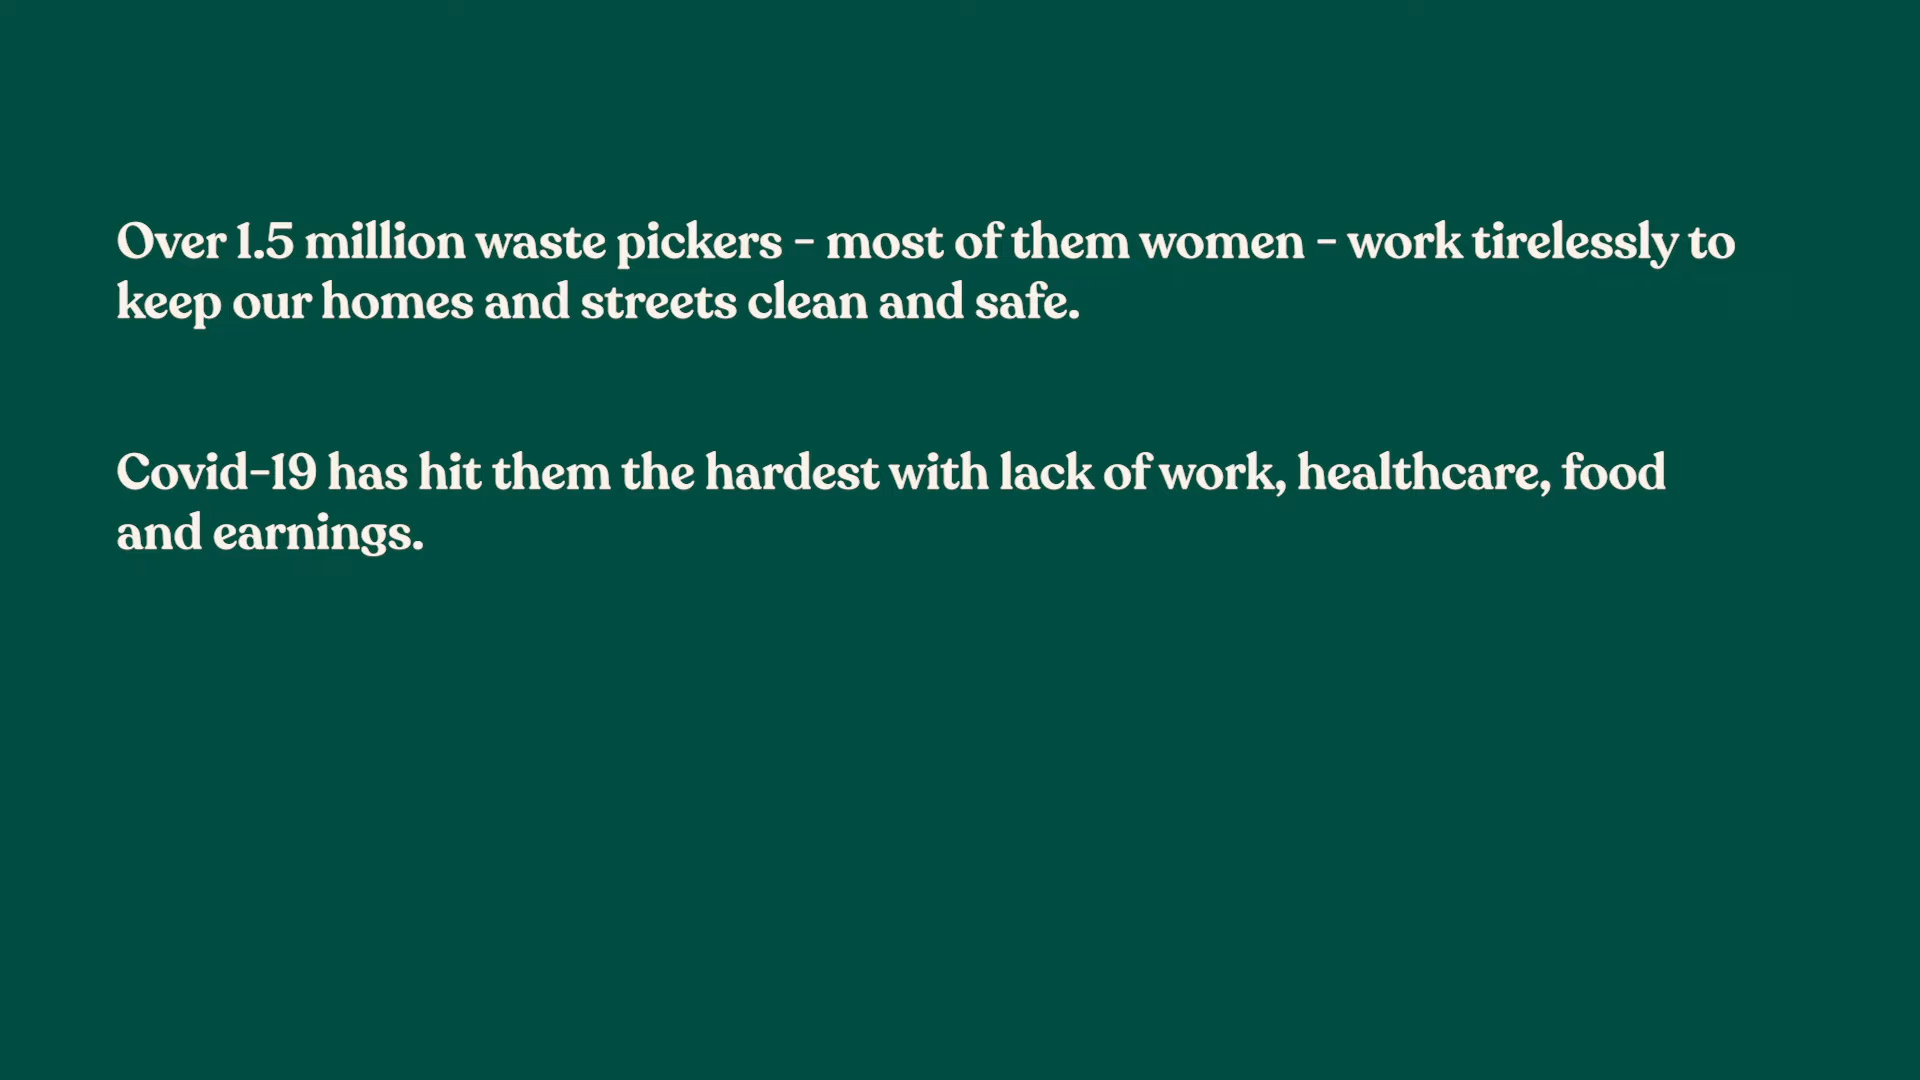 Over 1.5 million waste pickers - most of them women - work tirelessly to
keep our homes and streets clean and safe.
Covid-19 has hit them the hardest with lack of work, healthcare, food
and earnings.